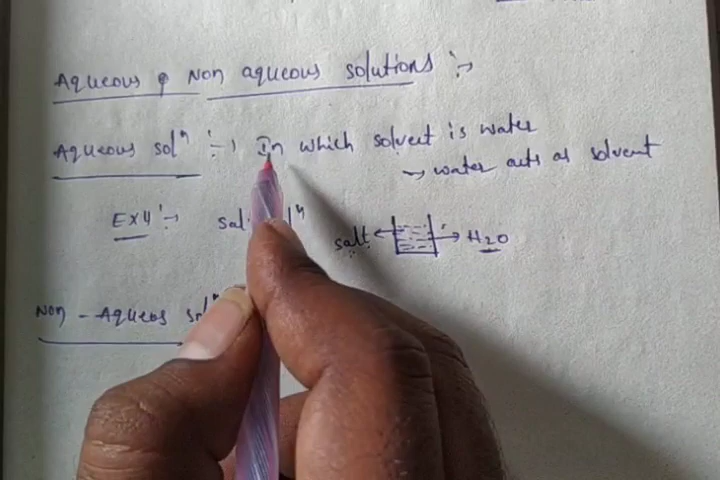 Aqueous & Non aqueous solutions :→
Aqueous solⁿ :→ In which solvent is water
→ water acts as solvent
Ex :→ salt ← → H2O
Non - Aqueos